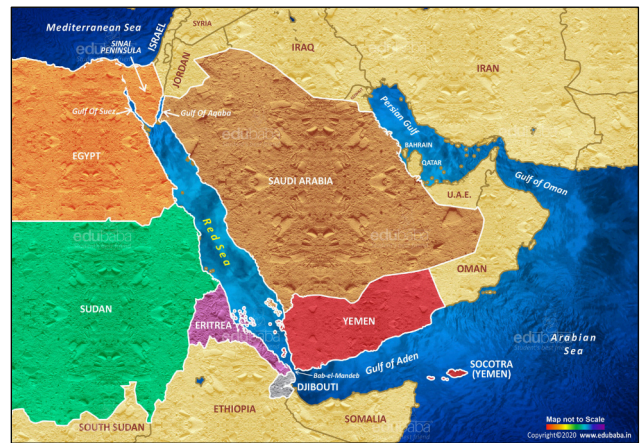 Mediterranean Sea
SYRIA
ISRAEL
SINAI
PENINSULA
JORDAN
IRAQ
IRAN
Gulf Of Suez
Gulf Of Aqaba
Persian Gulf
BAHRAIN
QATAR
EGYPT
SAUDI ARABIA
U.A.E.
Gulf of Oman
edubaba
Red Sea
OMAN
SUDAN
ERITREA
YEMEN
edubaba
Arabian
Sea
Bab-el-Mandeb
Gulf of Aden
SOCOTRA
(YEMEN)
DJIBOUTI
ETHIOPIA
SOUTH SUDAN
SOMALIA
Map not to Scale
Copyright©2020 www.edubaba.in